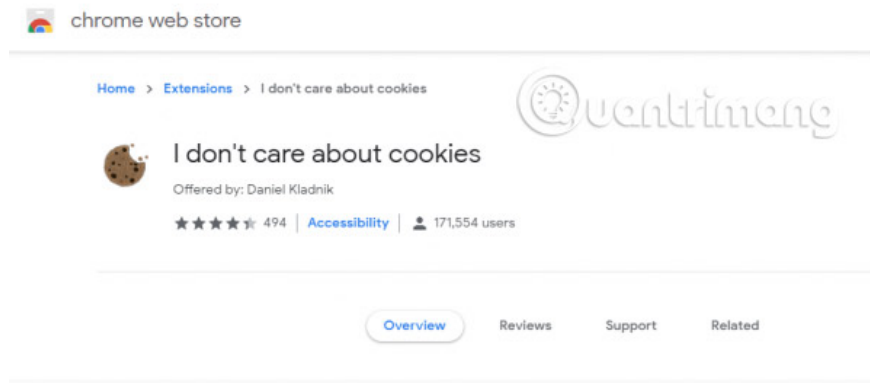 chrome web store
Quantrimang
Home > Extensions > I don't care about cookies
I don't care about cookies
Offered by: Daniel Kladnik
494 | Accessibility | 171,554 users
Overview Reviews Support Related